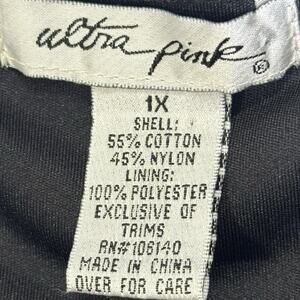 ultra pink ®
1X
SHELL:
55% COTTON
45% NYLON
LINING:
100% POLYESTER
EXCLUSIVE OF
TRIMS
RN#106140
MADE IN CHINA
OVER FOR CARE